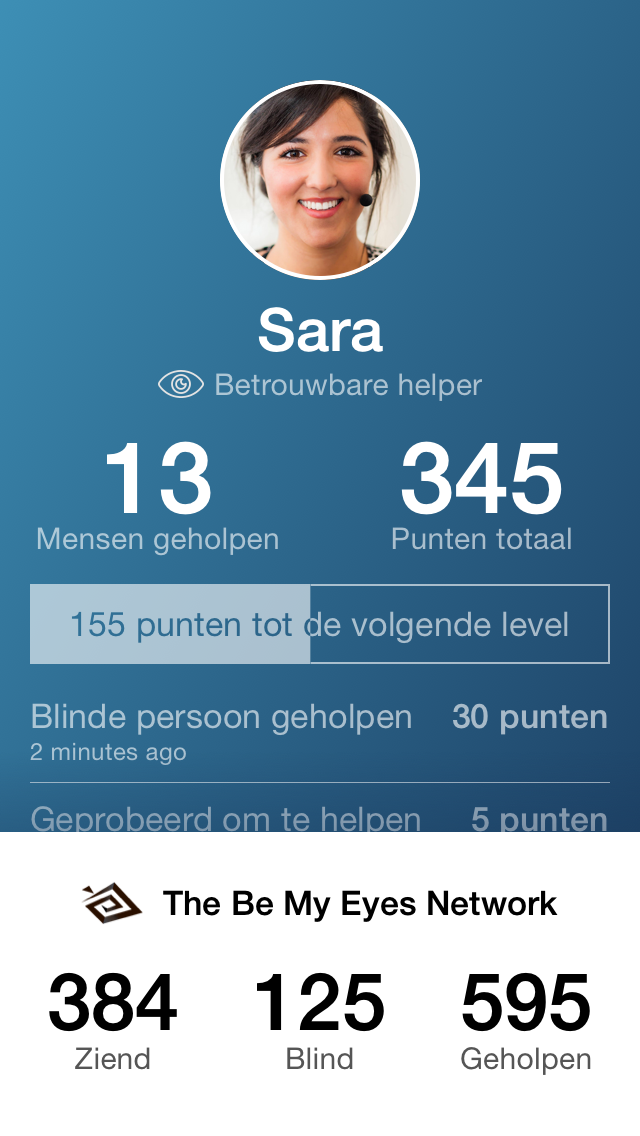 Sara
Betrouwbare helper
13 345
Mensen geholpen Punten totaal
155 punten tot de volgende level
Blinde persoon geholpen 30 punten
2 minutes ago
Geprobeerd om te helpen 5 punten
The Be My Eyes Network
384 125 595
Ziend Blind Geholpen